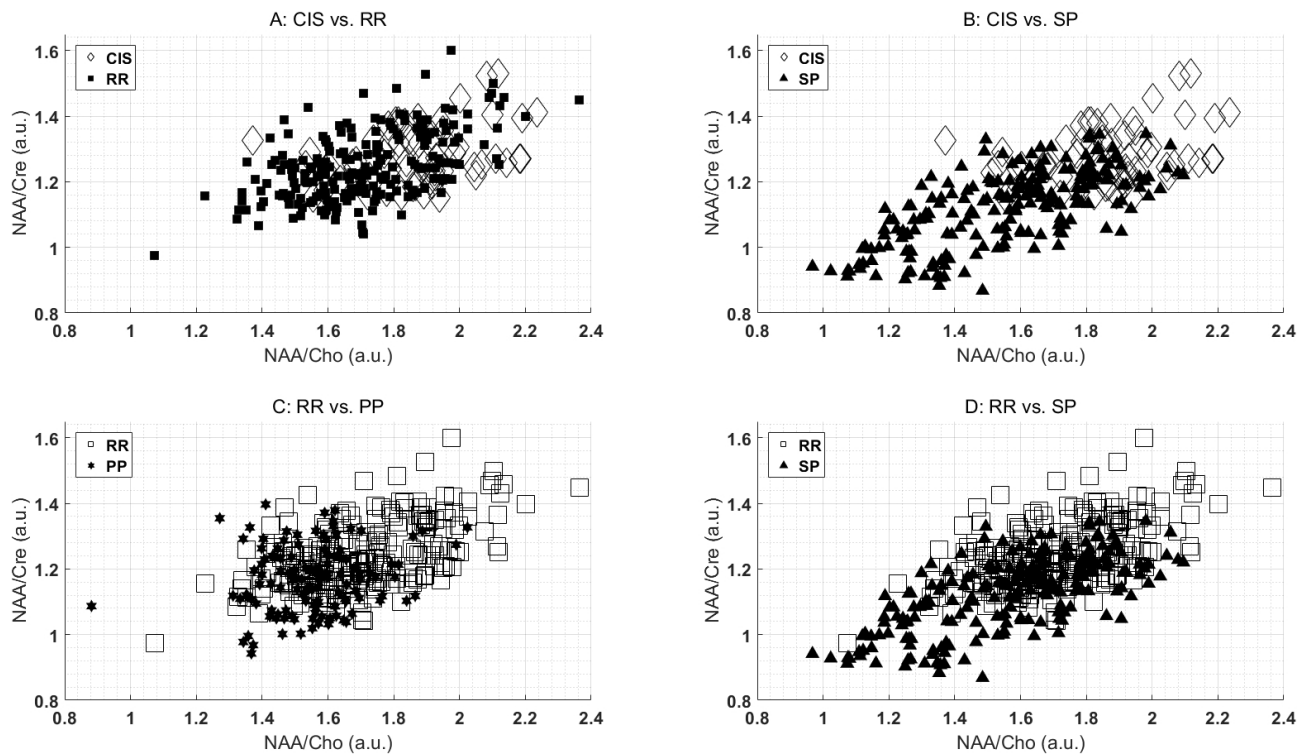 A: CIS vs. RR
NAA/Cre (a.u.)
1.6
1.4
1.2
1
0.8
CIS
RR
0.8 1 1.2 1.4 1.6 1.8 2 2.2 2.4
NAA/Cho (a.u.)
B: CIS vs. SP
NAA/Cre (a.u.)
1.6
1.4
1.2
1
0.8
CIS
SP
1 1.2 1.4 1.6 1.8 2 2.2 2.4
NAA/Cho (a.u.)
C: RR vs. PP
NAA/Cre (a.u.)
1.6
1.4
1.2
1
0.8
RR
PP
0.8 1 1.2 1.4 1.6 1.8 2 2.2 2.4
NAA/Cho (a.u.)
D: RR vs. SP
NAA/Cre (a.u.)
1.6
1.4
1.2
1
0.8
RR
SP
1 1.2 1.4 1.6 1.8 2 2.2 2.4
NAA/Cho (a.u.)